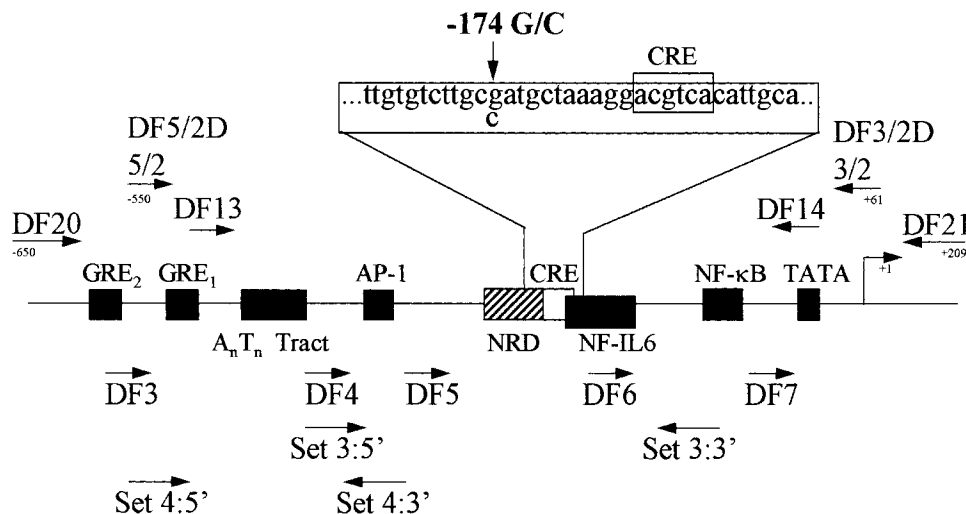 -174 G/C
CRE
...ttgtgtcttgcgatgctaaaggacgtcacattgca..
c
DF5/2D
5/2
-550
DF3/2D
3/2
+61
DF13
DF14
DF20
-650
DF21
+209
+1
GRE2
GRE1
AP-1
CRE
NF-κB
TATA
AnTn Tract
NRD
NF-IL6
DF3
DF4
DF5
DF6
DF7
Set 3:5’
Set 3:3’
Set 4:5’
Set 4:3’